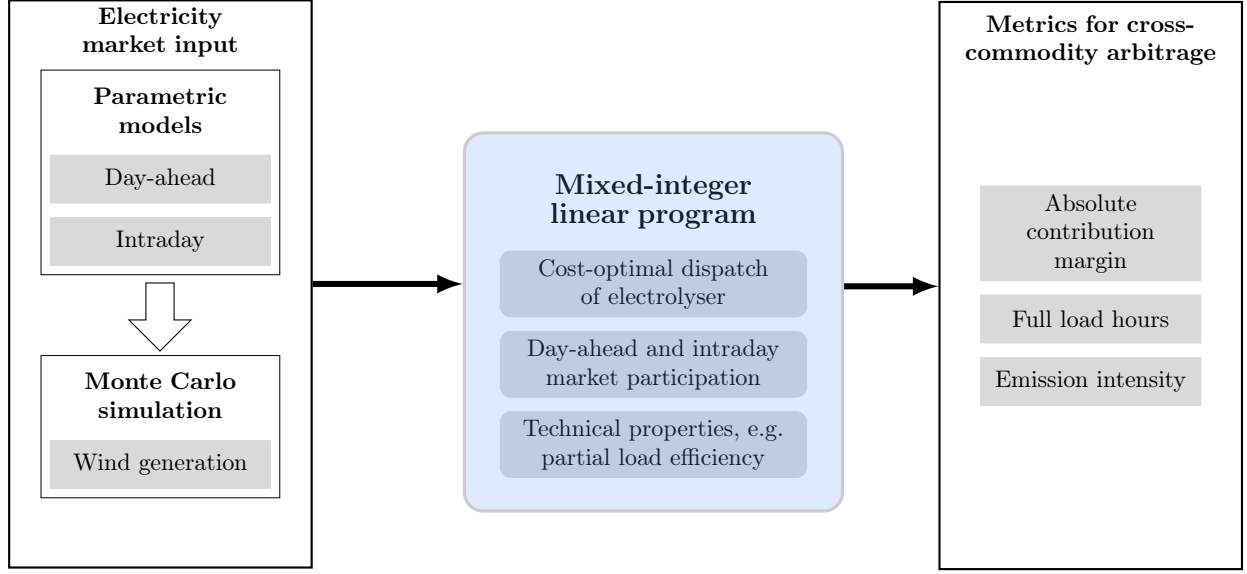 Electricity
market input
Parametric
models
Day-ahead
Intraday
Monte Carlo
simulation
Wind generation
Mixed-integer
linear program
Cost-optimal dispatch
of electrolyser
Day-ahead and intraday
market participation
Technical properties, e.g.
partial load efficiency
Metrics for cross-
commodity arbitrage
Absolute
contribution
margin
Full load hours
Emission intensity